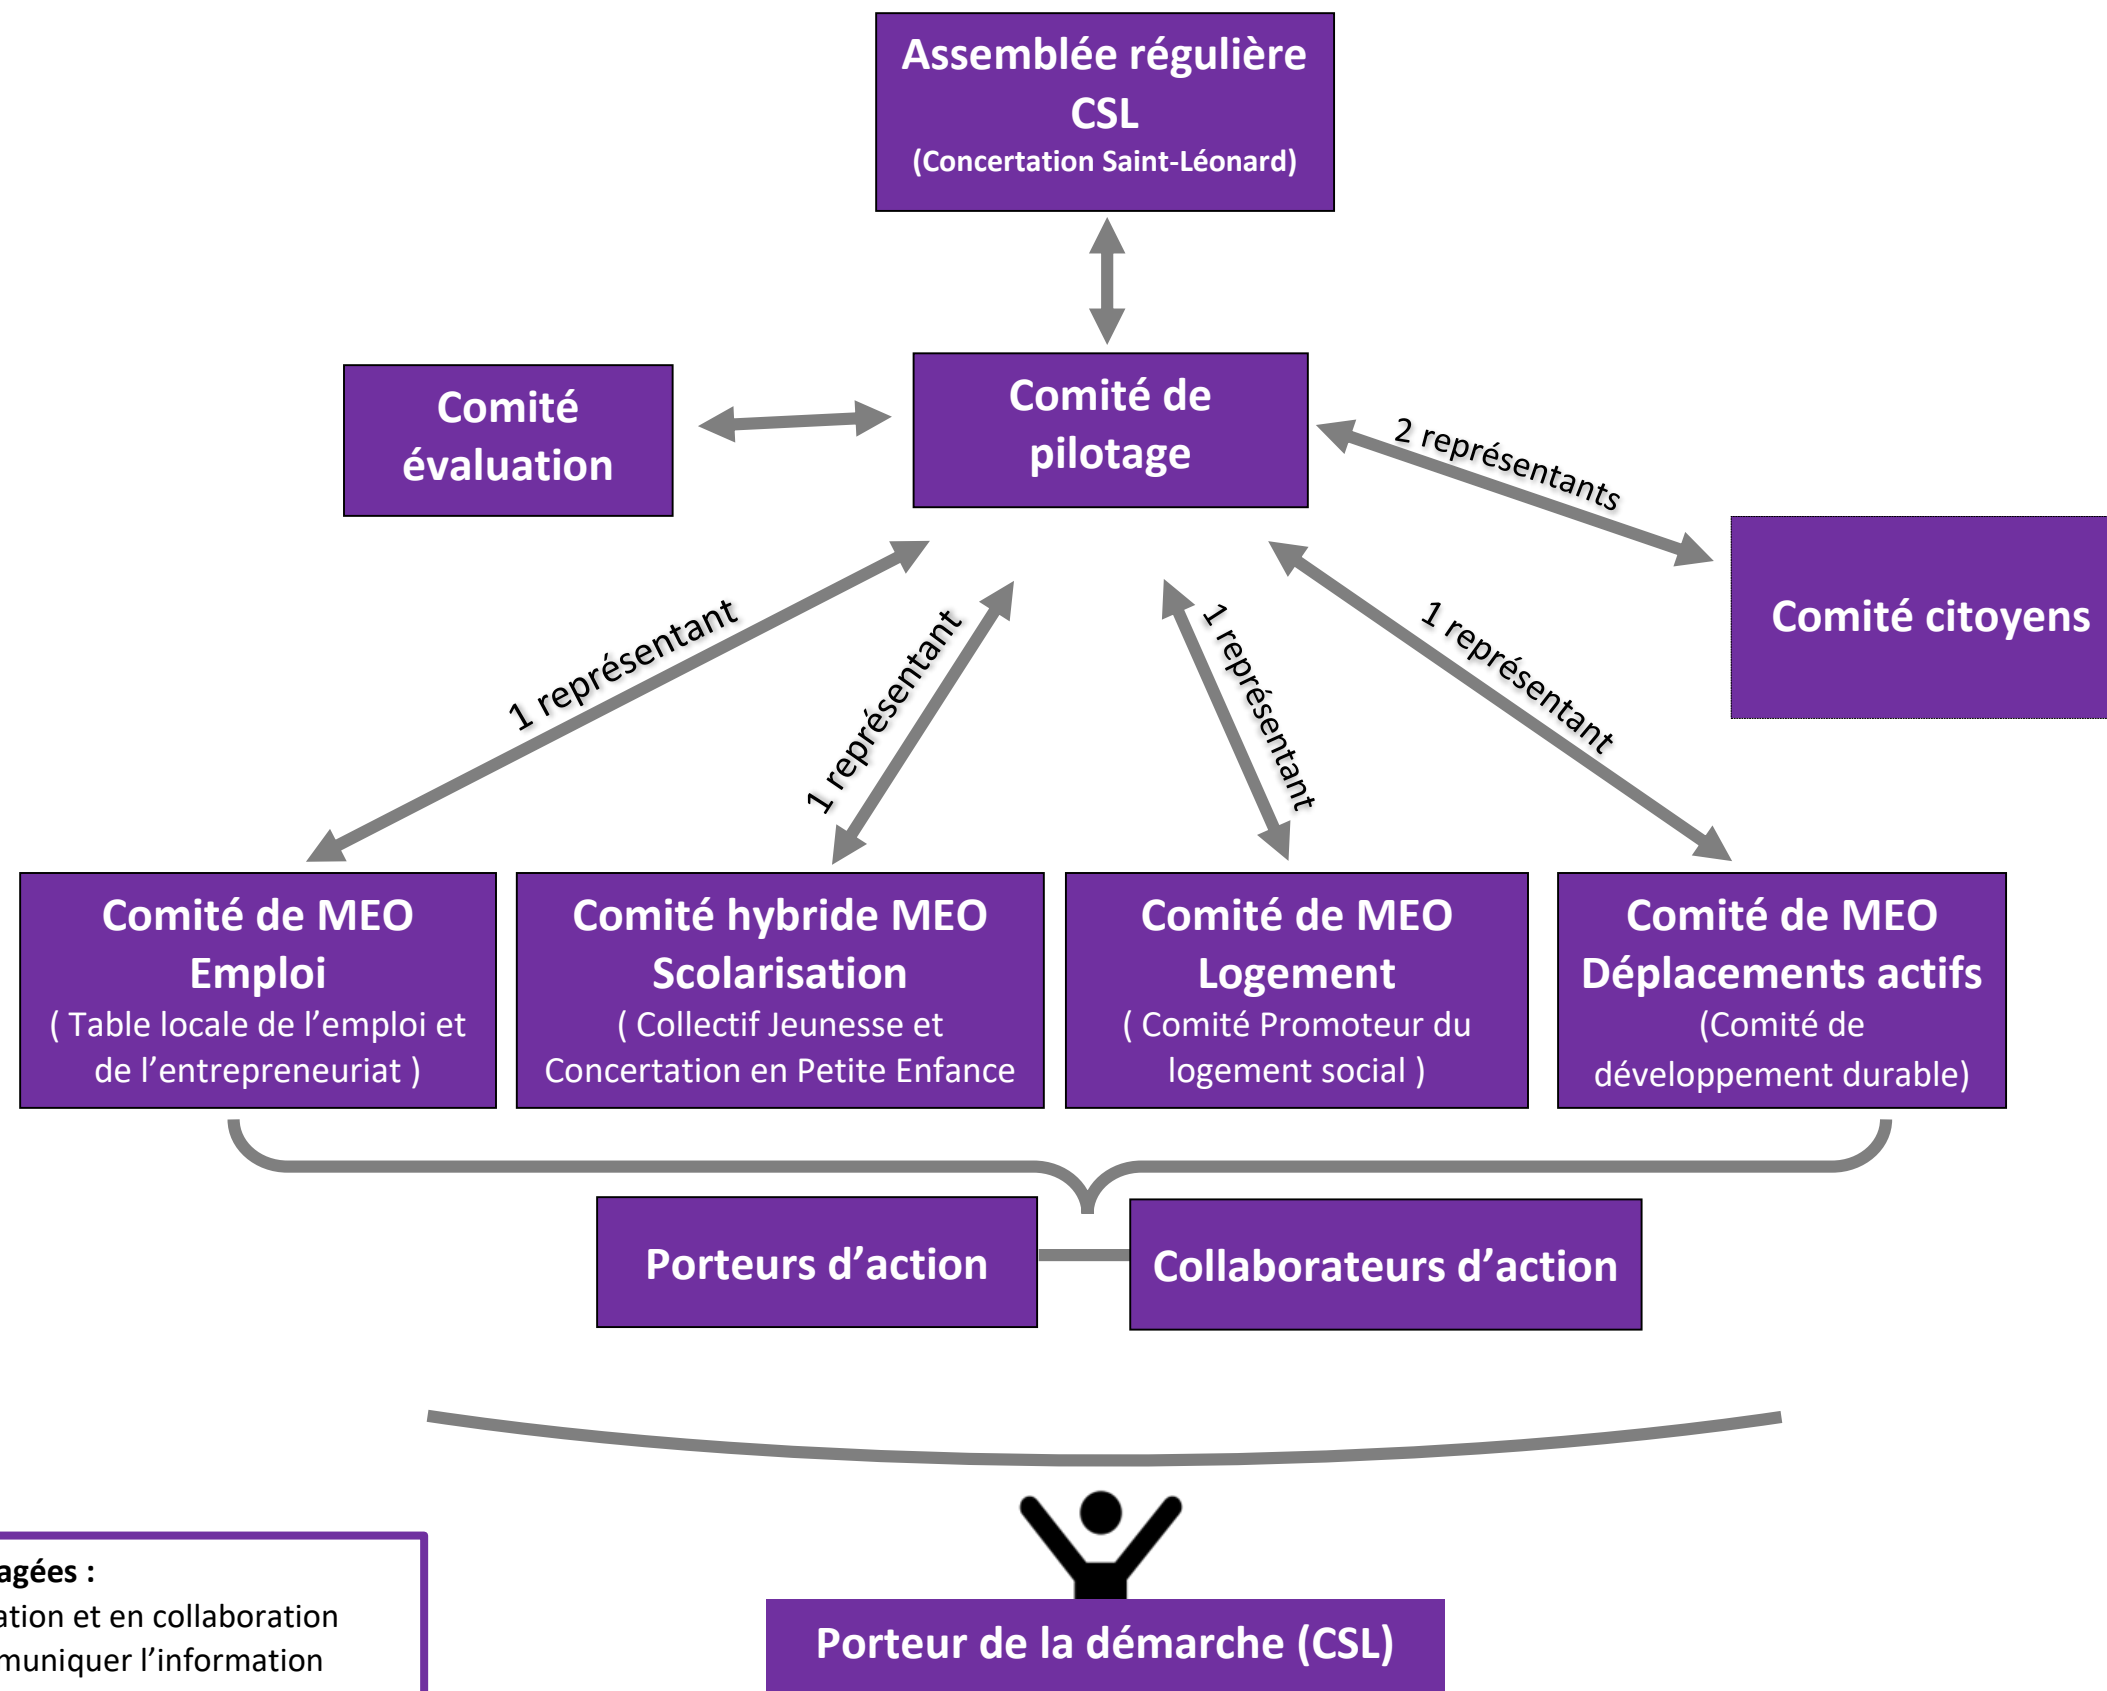 Assemblée régulière
CSL
(Concertation Saint-Léonard)
Comité
évaluation
Comité de
pilotage
2 représentants
Comité citoyens
1 représentant
1 représentant
1 représentant
1 représentant
Comité de MEO
Emploi
( Table locale de l’emploi et
de l’entrepreneuriat )
Comité hybride MEO
Scolarisation
( Collectif Jeunesse et
Concertation en Petite Enfance
Comité de MEO
Logement
( Comité Promoteur du
logement social )
Comité de MEO
Déplacements actifs
(Comité de
développement durable)
Porteurs d’action
Collaborateurs d’action
agées :
ation et en collaboration
muniquer l’information
Porteur de la démarche (CSL)